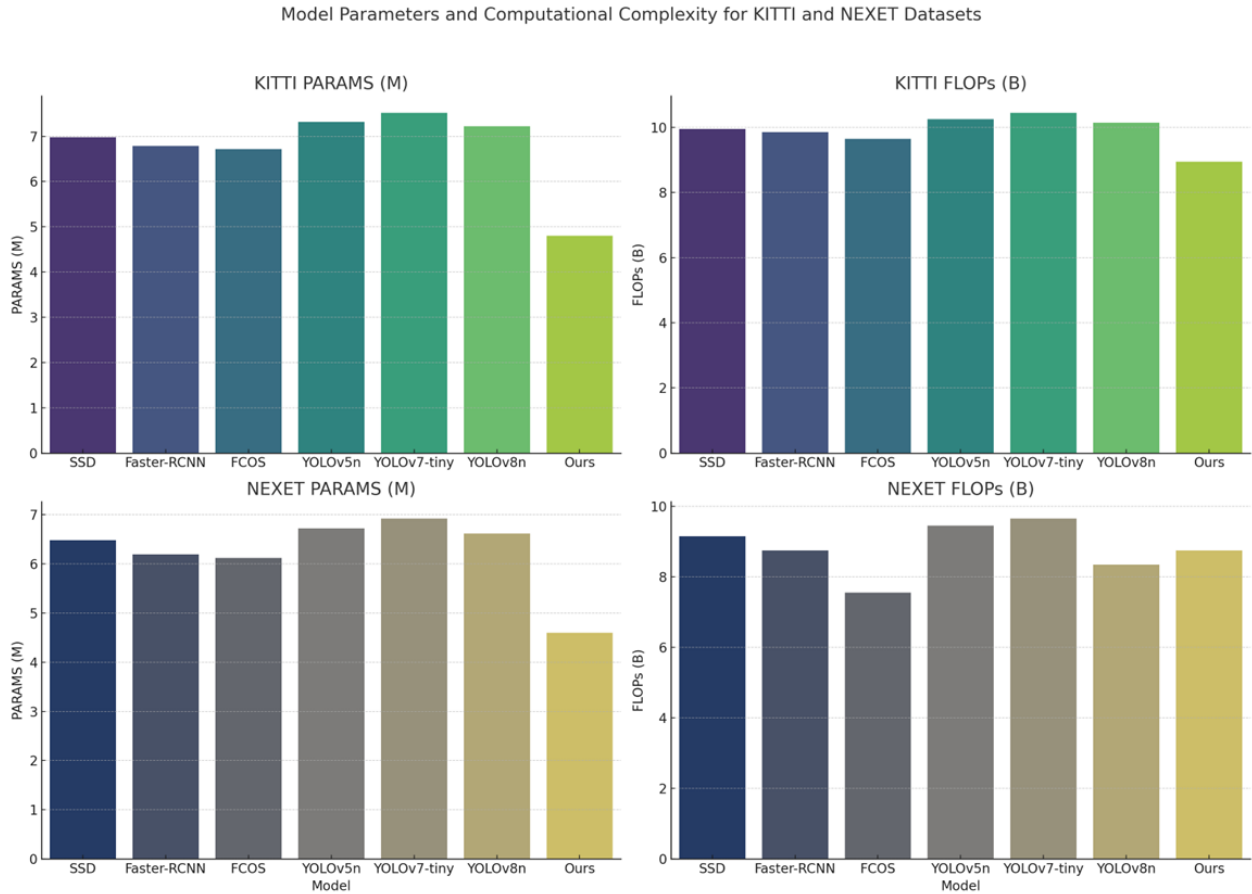 Model Parameters and Computational Complexity for KITTI and NEXET Datasets
KITTI PARAMS (M)
PARAMS (M)
7
6
5
4
3
2
1
0
SSD Faster-RCNN FCOS YOLOv5n YOLOv7-tiny YOLOv8n Ours
KITTI FLOPs (B)
FLOPs (B)
10
8
6
4
2
0
SSD Faster-RCNN FCOS YOLOv5n YOLOv7-tiny YOLOv8n Ours
NEXET PARAMS (M)
PARAMS (M)
7
6
5
4
3
2
1
0
SSD Faster-RCNN FCOS YOLOv5n YOLOv7-tiny YOLOv8n Ours
Model
NEXET FLOPs (B)
FLOPs (B)
10
8
6
4
2
0
SSD Faster-RCNN FCOS YOLOv5n YOLOv7-tiny YOLOv8n Ours
Model